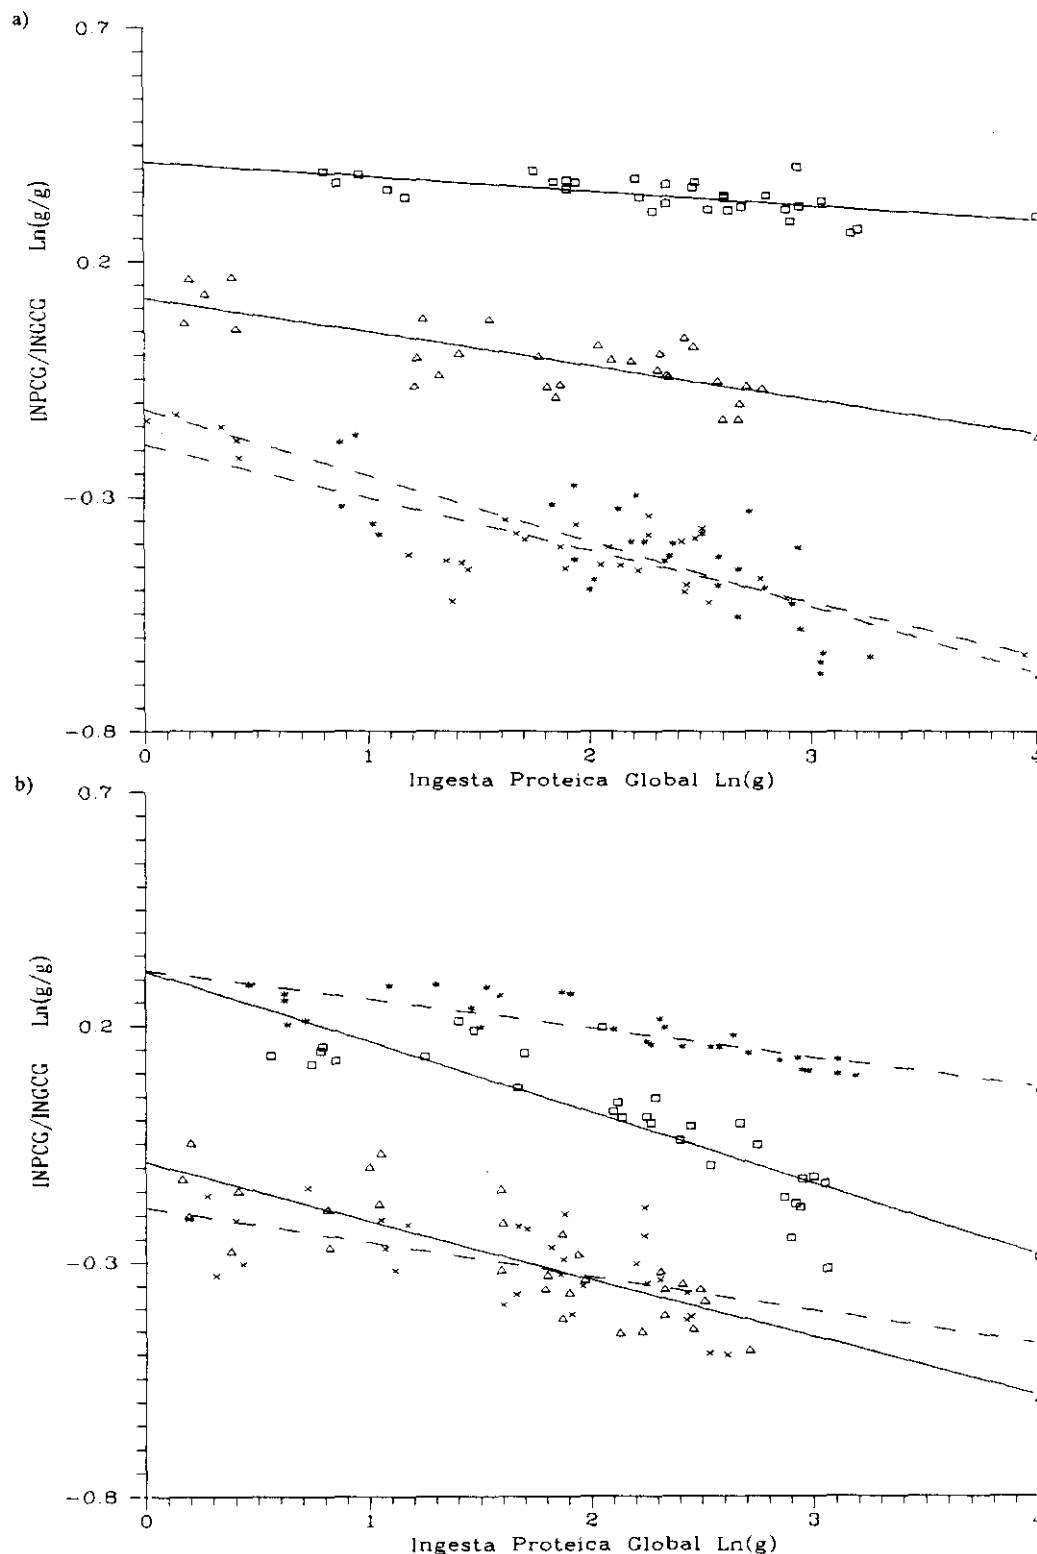 a)
0.7
0.2
-0.3
-0.8
INPCG/INGCG Ln(g/g)
0 1 2 3 4
Ingesta Proteica Global Ln(g)
b)
0.7
0.2
-0.3
-0.8
INPCG/INGCG Ln(g/g)
0 1 2 3 4
Ingesta Proteica Global Ln(g)